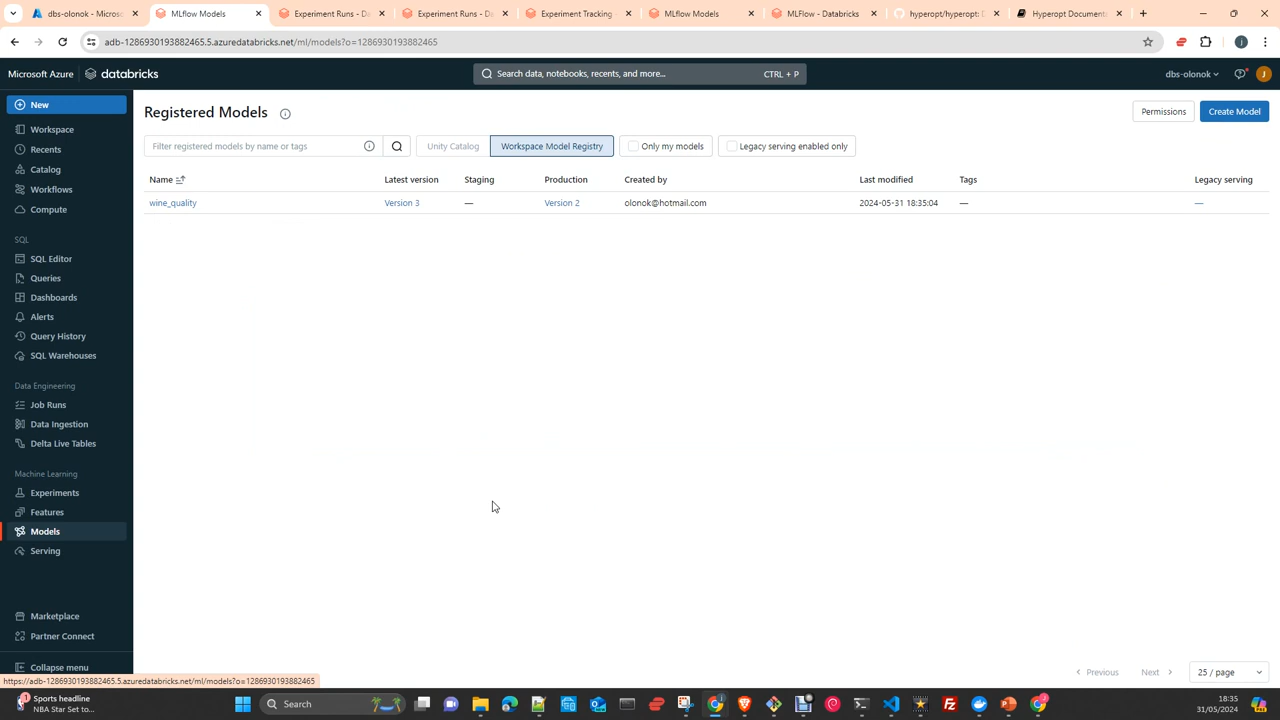 dbs-olonok - Microso
MLflow Models
Experiment Runs - Da
Experiment Runs - Da
Experiment Tracking
MLflow Models
MLFlow - Databricks
hyperopt/hyperopt: D
Hyperopt Documenta
adb-1286930193882465.5.azuredatabricks.net/ml/models?o=1286930193882465
Microsoft Azure
databricks
Search data, notebooks, recents, and more...
CTRL + P
dbs-olonok
J
New
Workspace
Recents
Catalog
Workflows
Compute
SQL
SQL Editor
Queries
Dashboards
Alerts
Query History
SQL Warehouses
Data Engineering
Job Runs
Data Ingestion
Delta Live Tables
Machine Learning
Experiments
Features
Models
Serving
Marketplace
Partner Connect
Collapse menu
Registered Models
Permissions
Create Model
Filter registered models by name or tags
Unity Catalog
Workspace Model Registry
Only my models
Legacy serving enabled only
Name Latest version Staging Production Created by Last modified Tags Legacy serving
wine_quality Version 3 — Version 2 olonok@hotmail.com 2024-05-31 18:35:04 — —
Previous
Next
25 / page
https://adb-1286930193882465.5.azuredatabricks.net/ml/models?o=1286930193882465
1
Sports headline
NBA Star Set to...
Search
18:35
31/05/2024